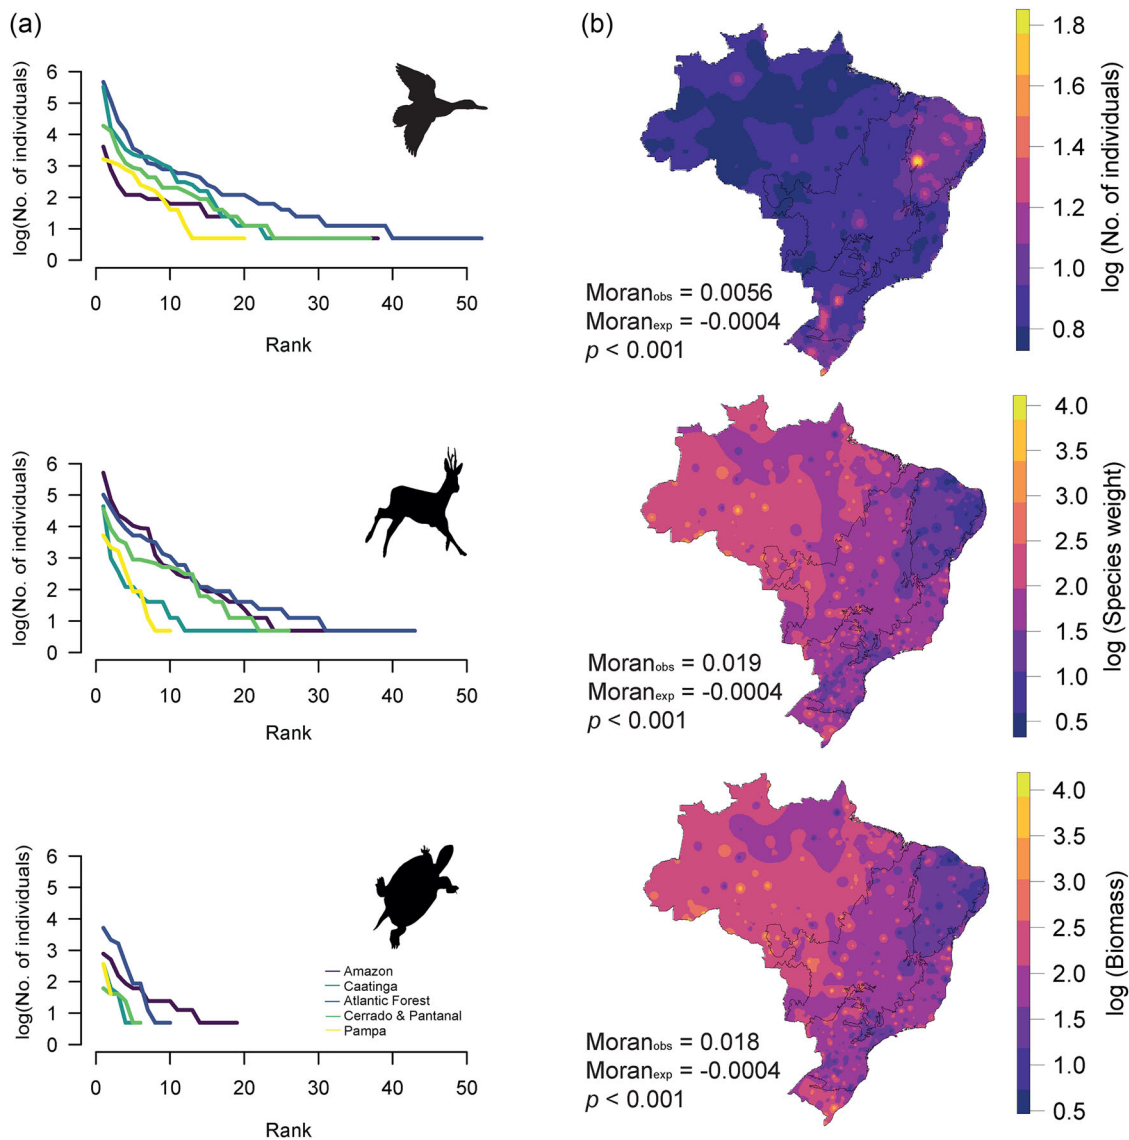 (a)
6
5
4
3
2
1
0
log(No. of individuals)
0 10 20 30 40 50
Rank
6
5
4
3
2
1
0
log(No. of individuals)
0 10 20 30 40 50
Rank
6
5
4
3
2
1
0
log(No. of individuals)
Amazon
Caatinga
Atlantic Forest
Cerrado & Pantanal
Pampa
0 10 20 30 40 50
Rank
(b)
Moranobs = 0.0056
Moranexp = -0.0004
p < 0.001
1.8
1.6
1.4
1.2
1.0
0.8
log (No. of individuals)
Moranobs = 0.019
Moranexp = -0.0004
p < 0.001
4.0
3.5
3.0
2.5
2.0
1.5
1.0
0.5
log (Species weight)
Moranobs = 0.018
Moranexp = -0.0004
p < 0.001
4.0
3.5
3.0
2.5
2.0
1.5
1.0
0.5
log (Biomass)